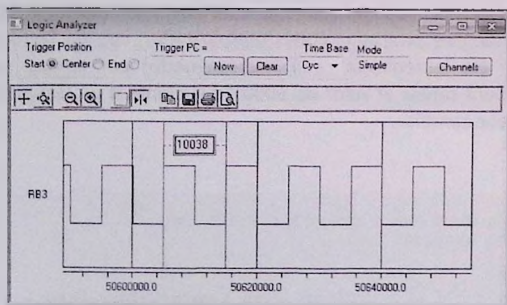 Logic Analyzer
Trigger Position Trigger PC = Time Base Mode
Start Center End Now Clear Cyc Simple Channels
10038
RB3
50600000.0 50620000.0 50640000.0